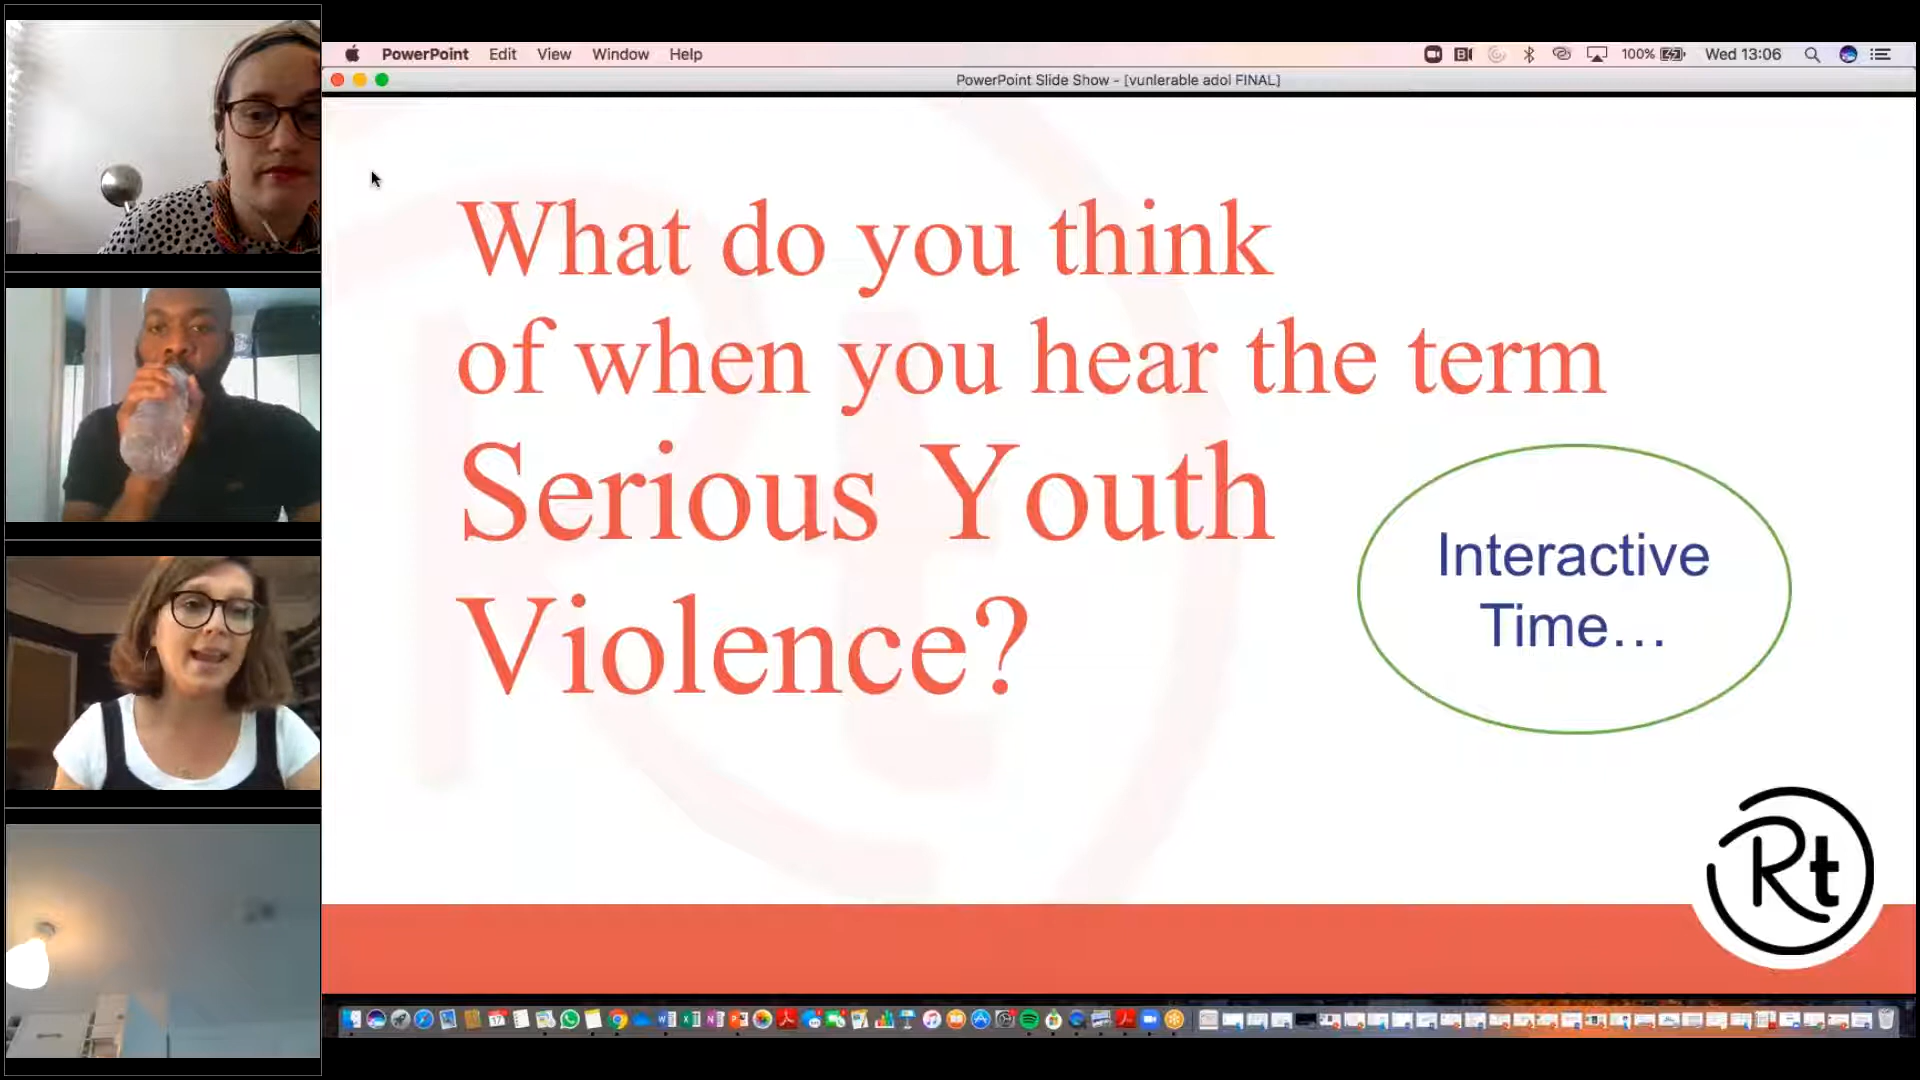 PowerPoint Edit View Window Help
100% Wed 13:06
PowerPoint Slide Show - [vunlerable adol FINAL]
What do you think
of when you hear the term
Serious Youth
Violence?
Interactive
Time…
Rt
17